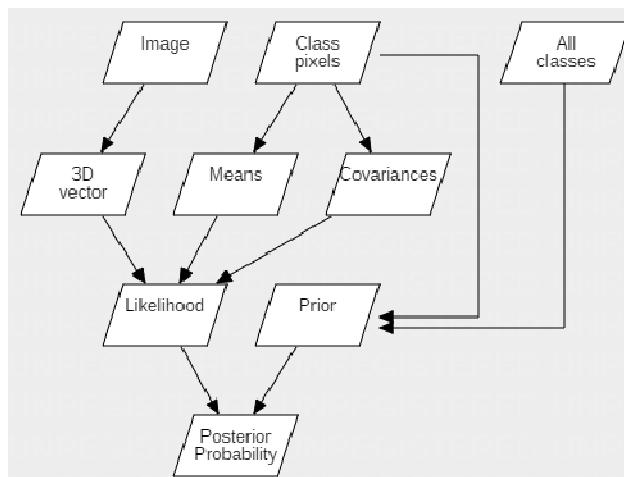 Image
Class
pixels
All
classes
3D
vector
Means
Covariances
Likelihood
Prior
Posterior
Probability